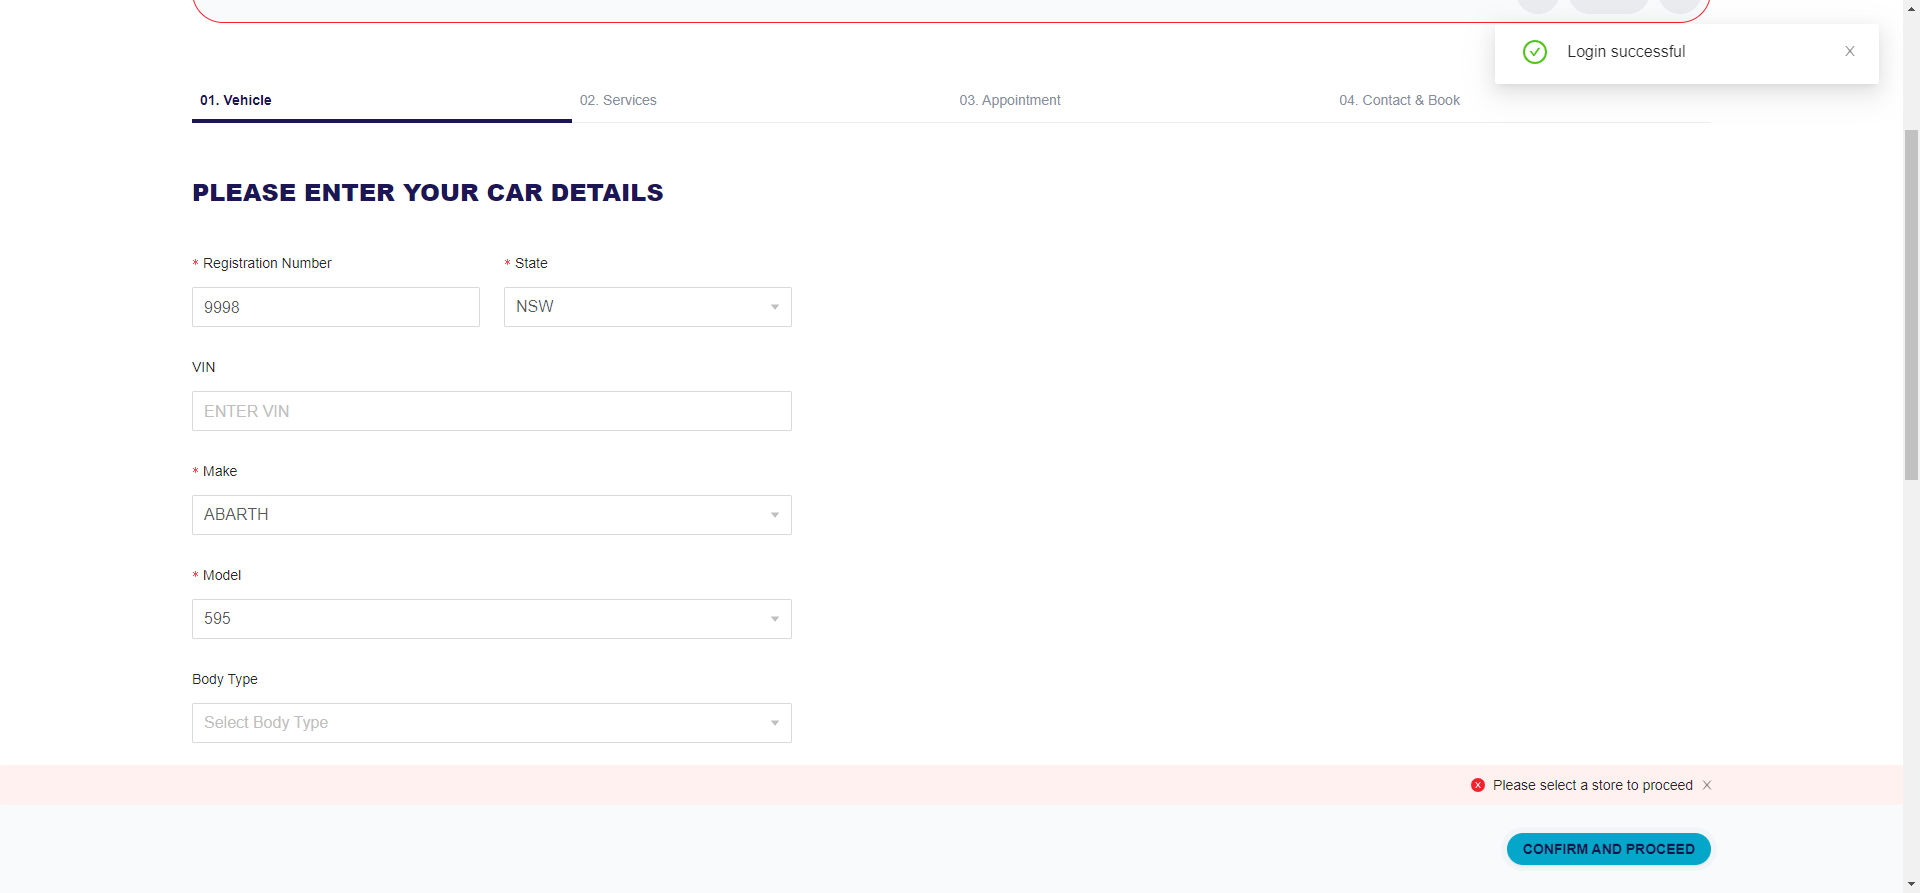 Login successful
01. Vehicle
02. Services
03. Appointment
04. Contact & Book
PLEASE ENTER YOUR CAR DETAILS
* Registration Number
* State
9998
NSW
VIN
ENTER VIN
* Make
ABARTH
* Model
595
Body Type
Select Body Type
Please select a store to proceed
CONFIRM AND PROCEED